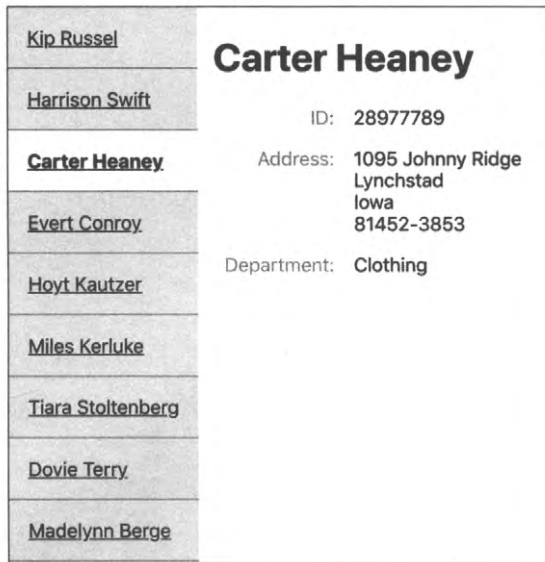 Kip Russel
Harrison Swift
Carter Heaney
Evert Conroy
Hoyt Kautzer
Miles Kerluke
Tiara Stoltenberg
Dovie Terry
Madelynn Berge
Carter Heaney
ID: 28977789
Address: 1095 Johnny Ridge
Lynchstad
Iowa
81452-3853
Department: Clothing